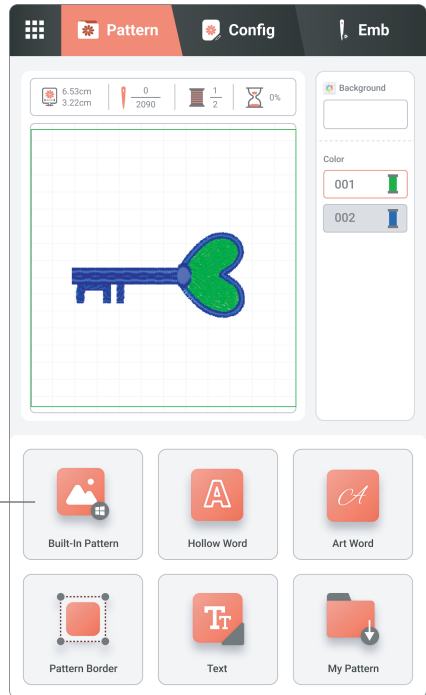 Pattern
Config
Emb
6.53cm
3.22cm
0
2090
1
2
0%
Background
Color
001
002
Built-In Pattern
Hollow Word
Art Word
Pattern Border
Text
My Pattern